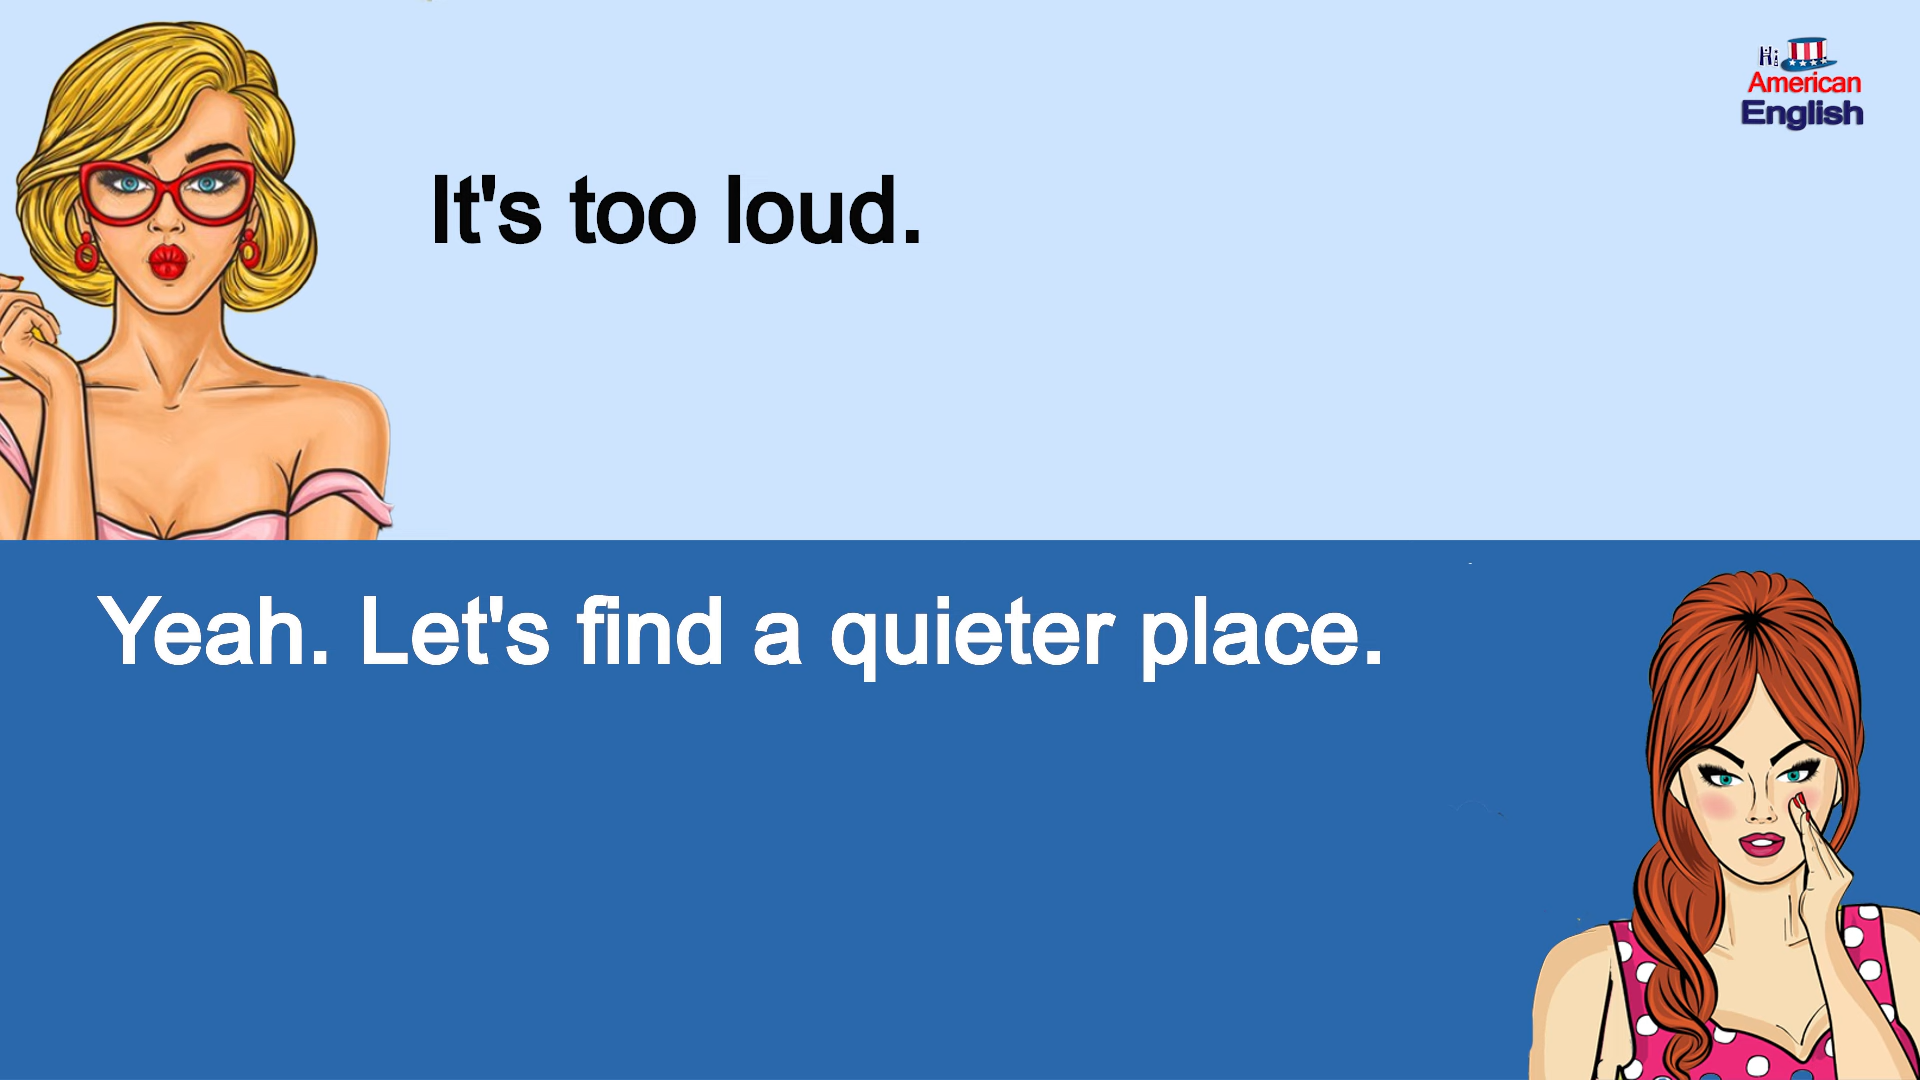 Hi
American
English
It's too loud.
Yeah. Let's find a quieter place.